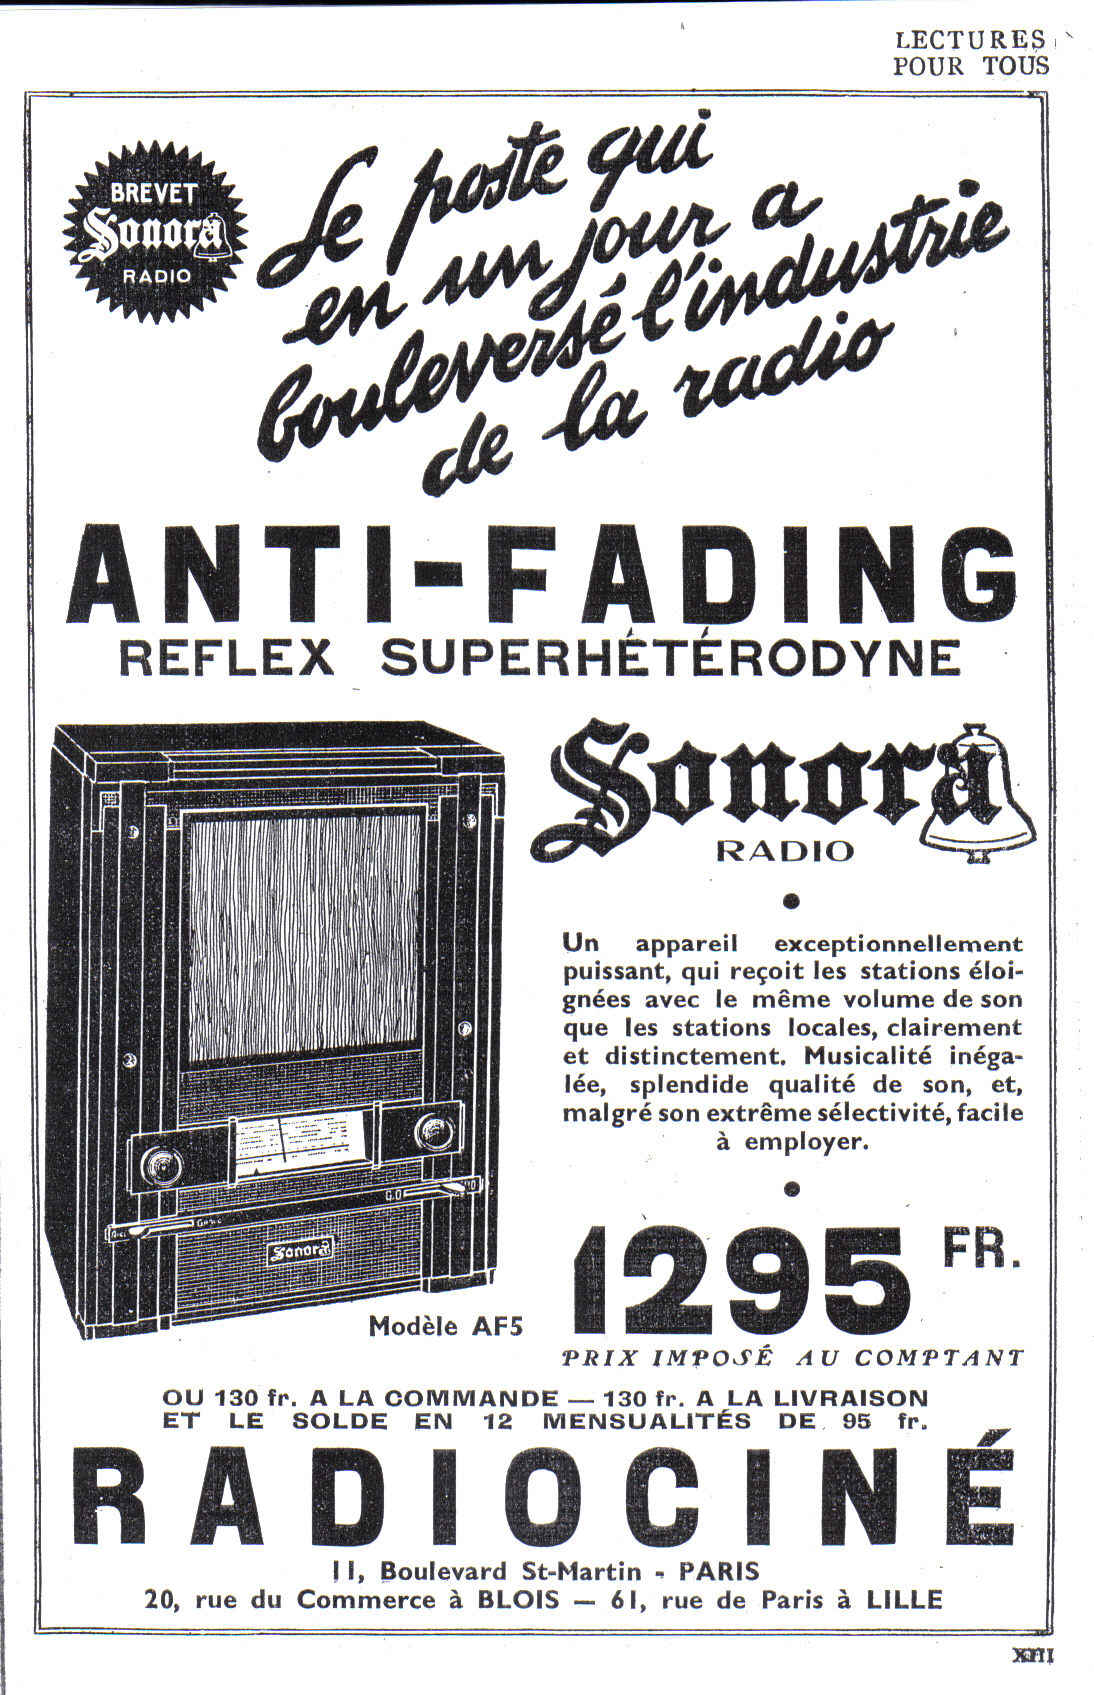 LECTURES
POUR TOUS
BREVET
Sonora
RADIO
Le poste qui
en un jour a
bouleversé l'industrie
de la radio
ANTI-FADING
REFLEX SUPERHÉTÉRODYNE
Sonora
RADIO
Un appareil exceptionnellement
puissant, qui reçoit les stations éloi-
gnées avec le même volume de son
que les stations locales, clairement
et distinctement. Musicalité inéga-
lée, splendide qualité de son, et,
malgré son extrême sélectivité, facile
à employer.
Sonora
Modèle AF5
1295 FR.
PRIX IMPOSÉ AU COMPTANT
OU 130 fr. A LA COMMANDE — 130 fr. A LA LIVRAISON
ET LE SOLDE EN 12 MENSUALITÉS DE 95 fr.
RADIOCINÉ
11, Boulevard St-Martin - PARIS
20, rue du Commerce à BLOIS — 61, rue de Paris à LILLE
XIII